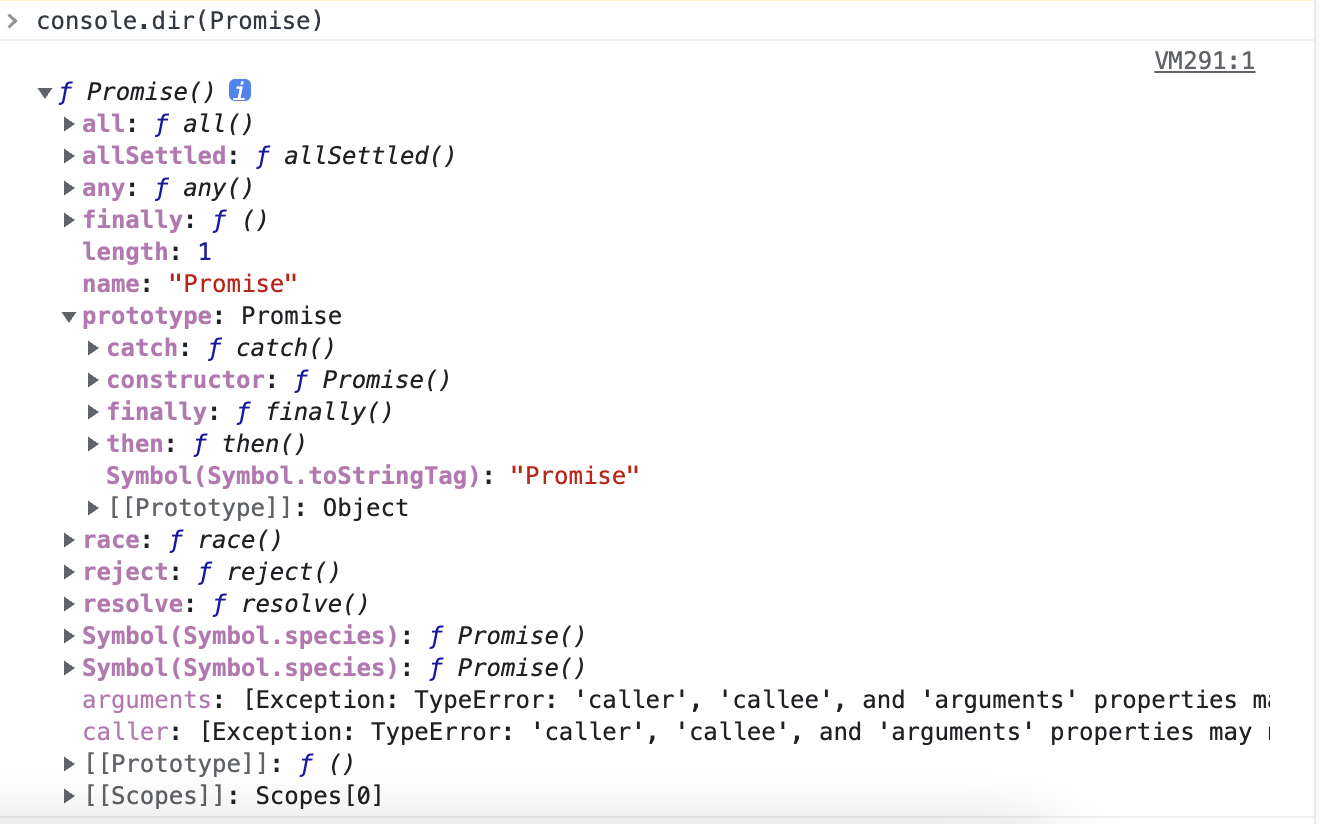 > console.dir(Promise)
VM291:1
▼ƒ Promise() i
▶all: ƒ all()
▶allSettled: ƒ allSettled()
▶any: ƒ any()
▶finally: ƒ ()
length: 1
name: "Promise"
▼prototype: Promise
▶catch: ƒ catch()
▶constructor: ƒ Promise()
▶finally: ƒ finally()
▶then: ƒ then()
Symbol(Symbol.toStringTag): "Promise"
▶[[Prototype]]: Object
▶race: ƒ race()
▶reject: ƒ reject()
▶resolve: ƒ resolve()
▶Symbol(Symbol.species): ƒ Promise()
▶Symbol(Symbol.species): ƒ Promise()
arguments: [Exception: TypeError: 'caller', 'callee', and 'arguments' properties
caller: [Exception: TypeError: 'caller', 'callee', and 'arguments' properties may
▶[[Prototype]]: ƒ ()
▶[[Scopes]]: Scopes[0]